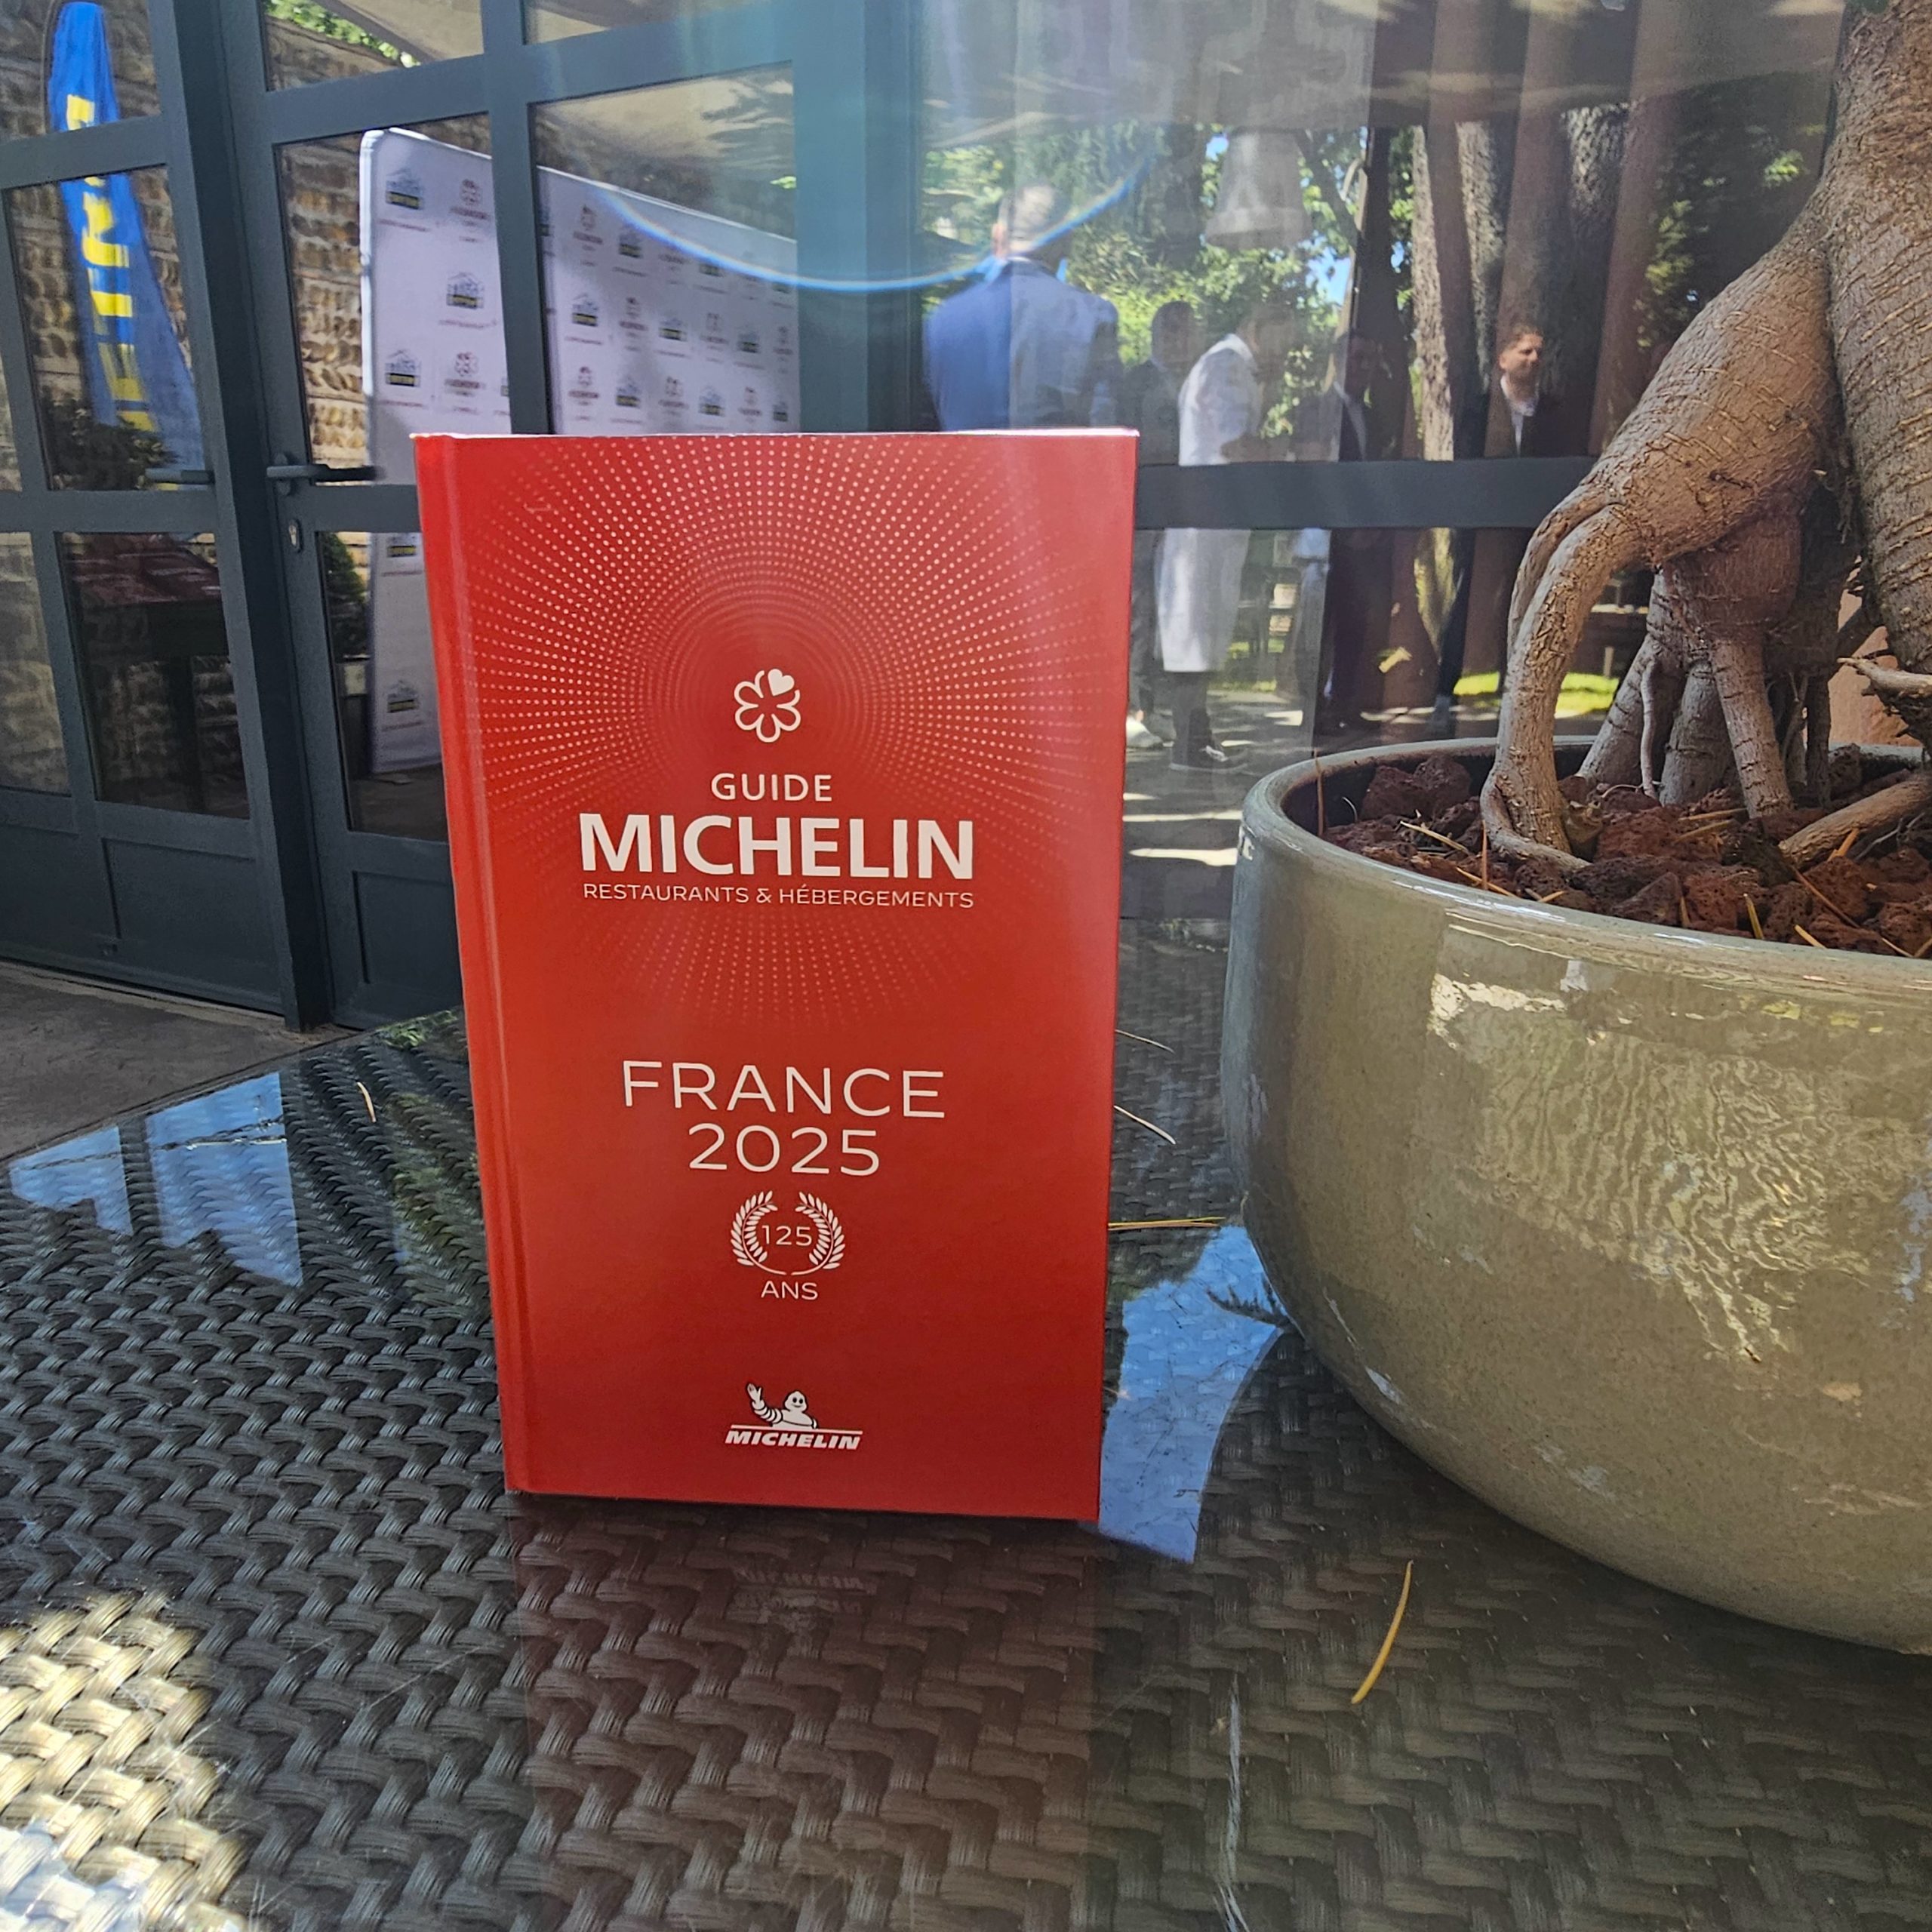 GUIDE
MICHELIN
RESTAURANTS & HÉBERGEMENTS
FRANCE
2025
125
ANS
MICHELIN